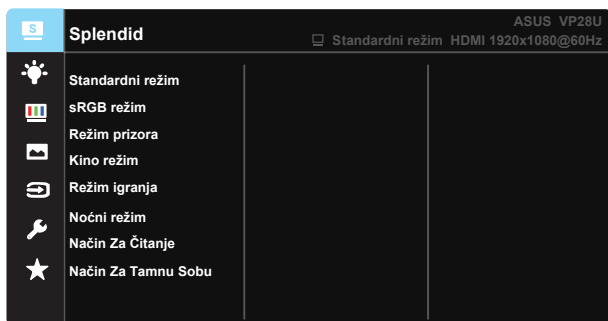 S
Splendid
ASUS VP28U
Standardni režim HDMI 1920x1080@60Hz
Standardni režim
sRGB režim
Režim prizora
Kino režim
Režim igranja
Noćni režim
Način Za Čitanje
Način Za Tamnu Sobu